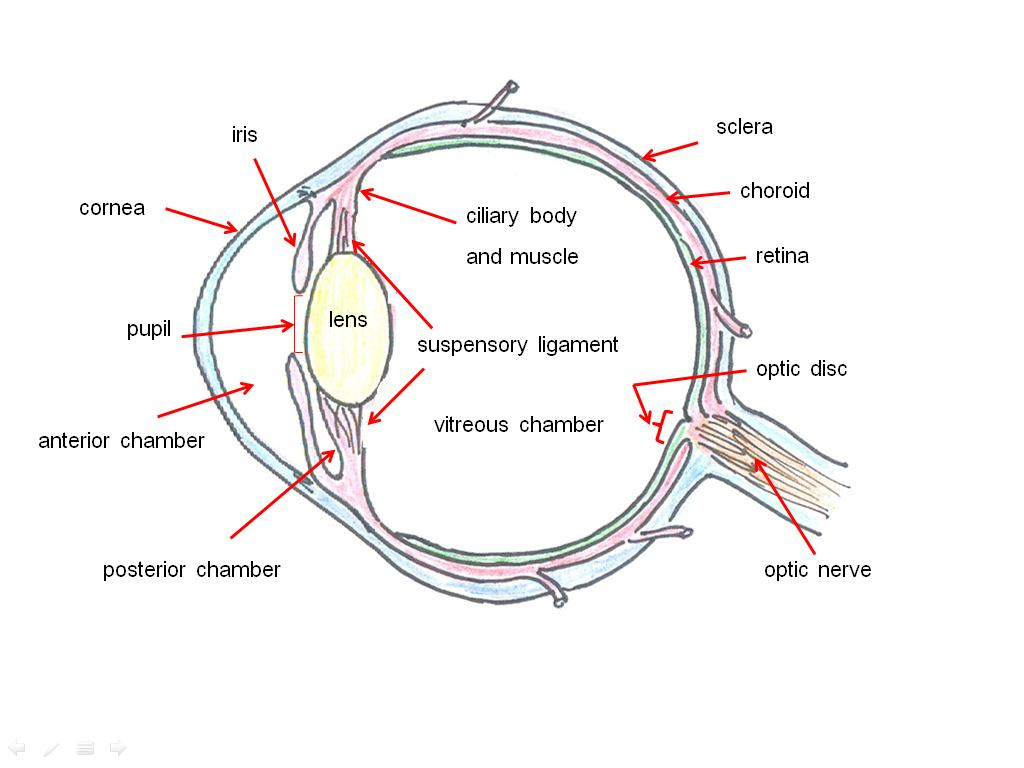 iris
sclera
cornea
choroid
ciliary body
and muscle
retina
lens
pupil
suspensory ligament
optic disc
vitreous chamber
anterior chamber
posterior chamber
optic nerve